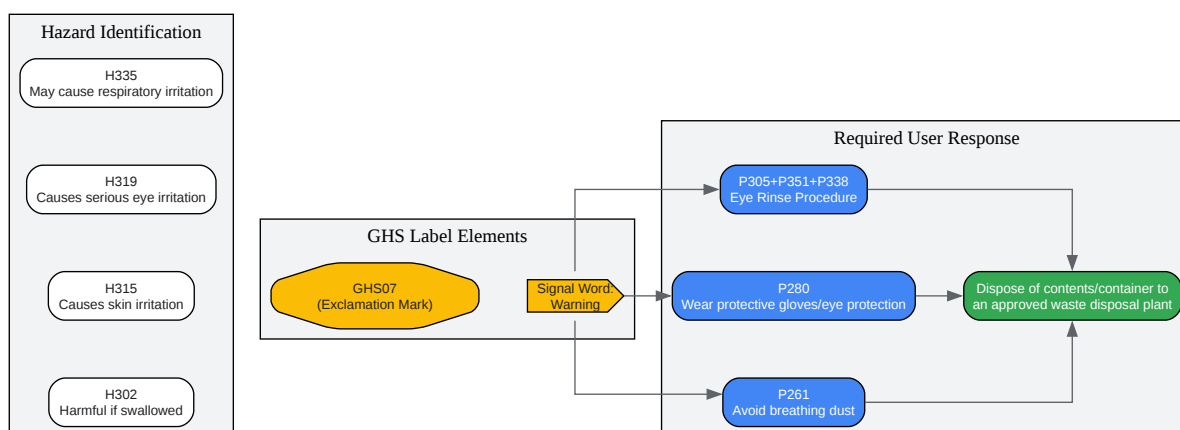 Hazard Identification
H335
May cause respiratory irritation
H319
Causes serious eye irritation
H315
Causes skin irritation
H302
Harmful if swallowed
GHS Label Elements
GHS07
(Exclamation Mark)
Signal Word:
Warning
Required User Response
P305+P351+P338
Eye Rinse Procedure
P280
Wear protective gloves/eye protection
P261
Avoid breathing dust
Dispose of contents/container to
an approved waste disposal plant